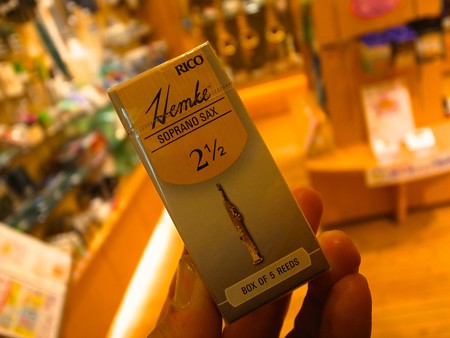 RICO
Hemke
SOPRANO SAX
2½
BOX OF 5 REEDS